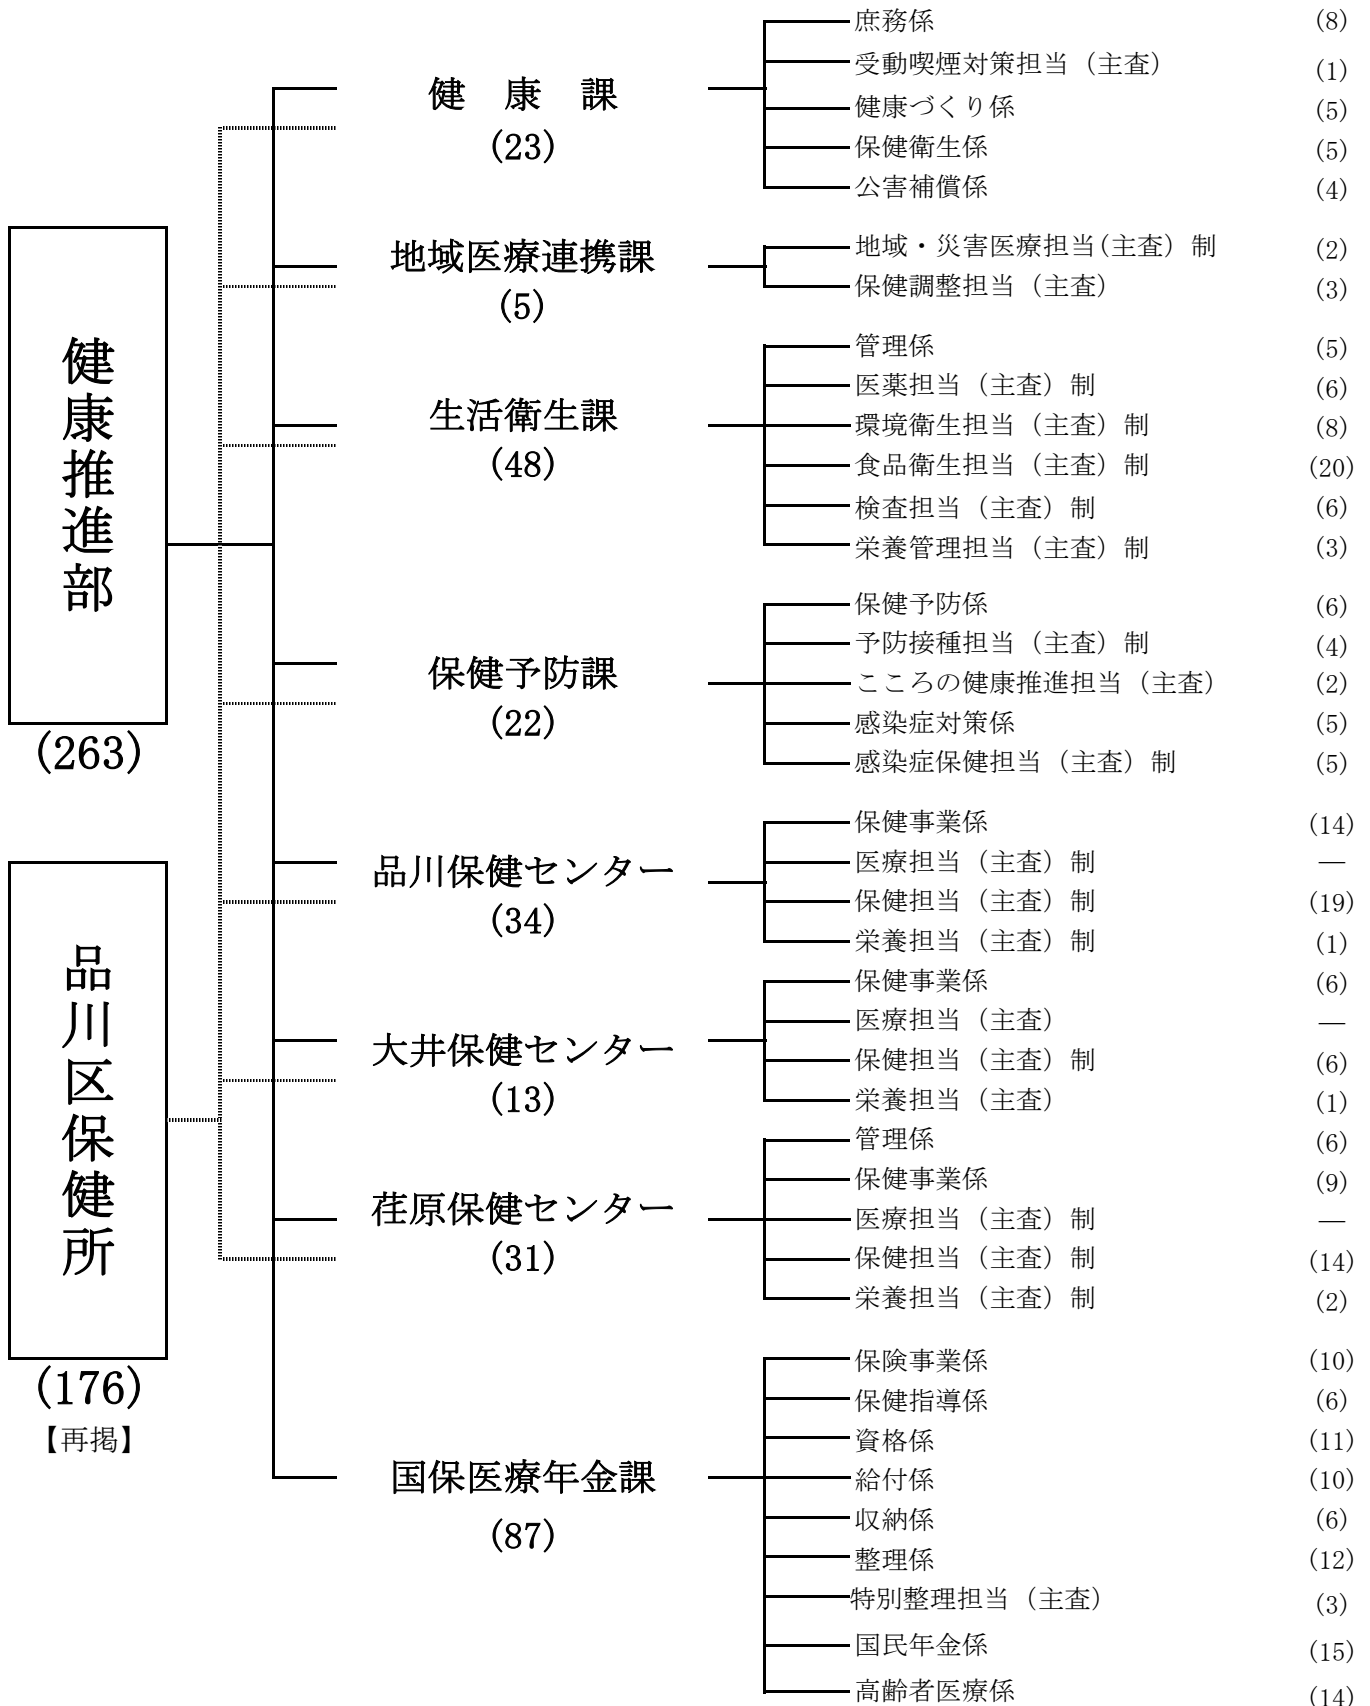 健康推進部
(263)
品川区保健所
(176)
【再掲】
健 康 課
(23)
庶務係 (8)
受動喫煙対策担当（主査） (1)
健康づくり係 (5)
保健衛生係 (5)
公害補償係 (4)
地域医療連携課
(5)
地域・災害医療担当(主査）制 (2)
保健調整担当（主査） (3)
生活衛生課
(48)
管理係 (5)
医薬担当（主査）制 (6)
環境衛生担当（主査）制 (8)
食品衛生担当（主査）制 (20)
検査担当（主査）制 (6)
栄養管理担当（主査）制 (3)
保健予防課
(22)
保健予防係 (6)
予防接種担当（主査）制 (4)
こころの健康推進担当（主査） (2)
感染症対策係 (5)
感染症保健担当（主査）制 (5)
品川保健センター
(34)
保健事業係 (14)
医療担当（主査）制 ―
保健担当（主査）制 (19)
栄養担当（主査）制 (1)
大井保健センター
(13)
保健事業係 (6)
医療担当（主査） ―
保健担当（主査）制 (6)
栄養担当（主査） (1)
荏原保健センター
(31)
管理係 (6)
保健事業係 (9)
医療担当（主査）制 ―
保健担当（主査）制 (14)
栄養担当（主査）制 (2)
国保医療年金課
(87)
保険事業係 (10)
保健指導係 (6)
資格係 (11)
給付係 (10)
収納係 (6)
整理係 (12)
特別整理担当（主査） (3)
国民年金係 (15)
高齢者医療係 (14)